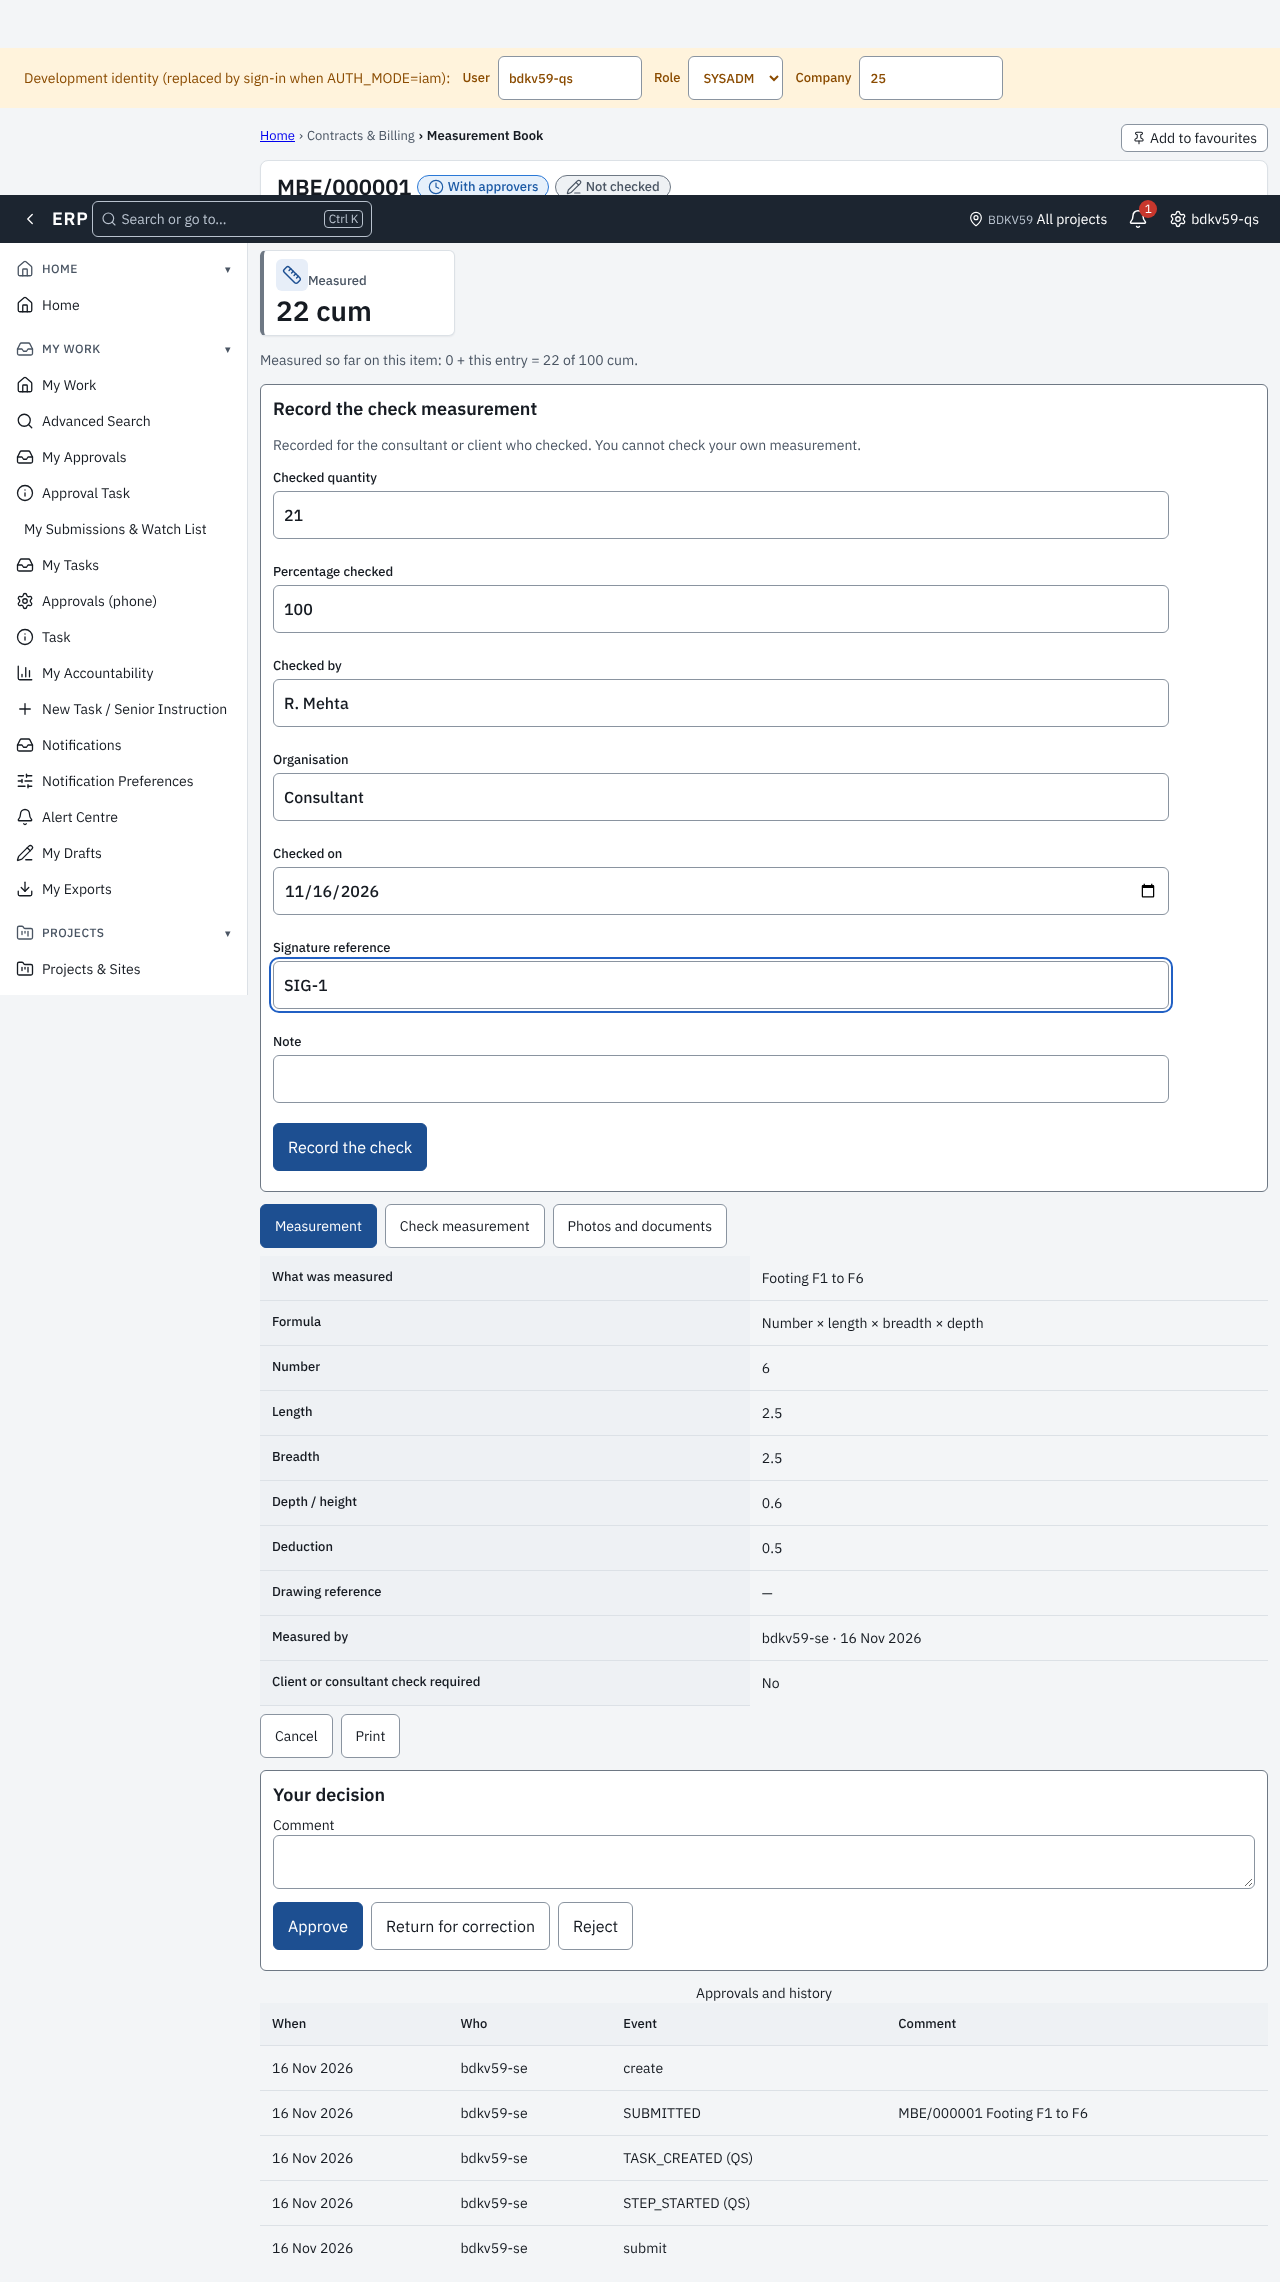 Development identity (replaced by sign-in when AUTH_MODE=iam): User bdkv59-qs Role SYSADM Company 25
Home › Contracts & Billing › Measurement Book
Add to favourites
MBE/000001 With approvers Not checked
ERP Search or go to... Ctrl K BDKV59 All projects 1 bdkv59-qs
HOME
Home
MY WORK
My Work
Advanced Search
My Approvals
Approval Task
My Submissions & Watch List
My Tasks
Approvals (phone)
Task
My Accountability
New Task / Senior Instruction
Notifications
Notification Preferences
Alert Centre
My Drafts
My Exports
PROJECTS
Projects & Sites
Measured
22 cum
Measured so far on this item: 0 + this entry = 22 of 100 cum.
Record the check measurement
Recorded for the consultant or client who checked. You cannot check your own measurement.
Checked quantity
21
Percentage checked
100
Checked by
R. Mehta
Organisation
Consultant
Checked on
11/16/2026
Signature reference
SIG-1
Note
Record the check
Measurement Check measurement Photos and documents
What was measured Footing F1 to F6
Formula Number × length × breadth × depth
Number 6
Length 2.5
Breadth 2.5
Depth / height 0.6
Deduction 0.5
Drawing reference —
Measured by bdkv59-se · 16 Nov 2026
Client or consultant check required No
Cancel Print
Your decision
Comment
Approve Return for correction Reject
Approvals and history
When Who Event Comment
16 Nov 2026 bdkv59-se create
16 Nov 2026 bdkv59-se SUBMITTED MBE/000001 Footing F1 to F6
16 Nov 2026 bdkv59-se TASK_CREATED (QS)
16 Nov 2026 bdkv59-se STEP_STARTED (QS)
16 Nov 2026 bdkv59-se submit